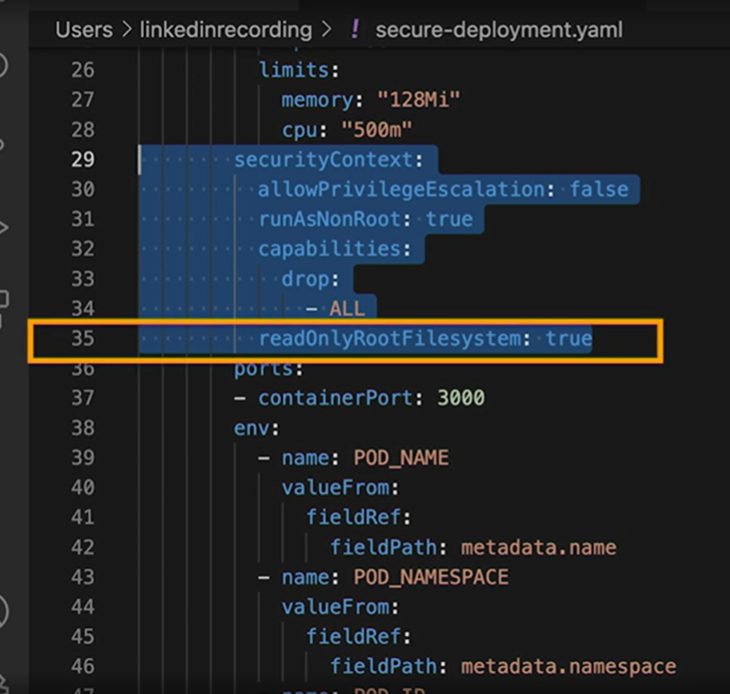 Users > linkedinrecording > ! secure-deployment.yaml
26 limits:
27 memory: "128Mi"
28 cpu: "500m"
29 securityContext:
30 allowPrivilegeEscalation: false
31 runAsNonRoot: true
32 capabilities:
33 drop:
34 - ALL
35 readOnlyRootFilesystem: true
36 ports:
37 - containerPort: 3000
38 env:
39 - name: POD_NAME
40 valueFrom:
41 fieldRef:
42 fieldPath: metadata.name
43 - name: POD_NAMESPACE
44 valueFrom:
45 fieldRef:
46 fieldPath: metadata.namespace
47 - name: POD_IP